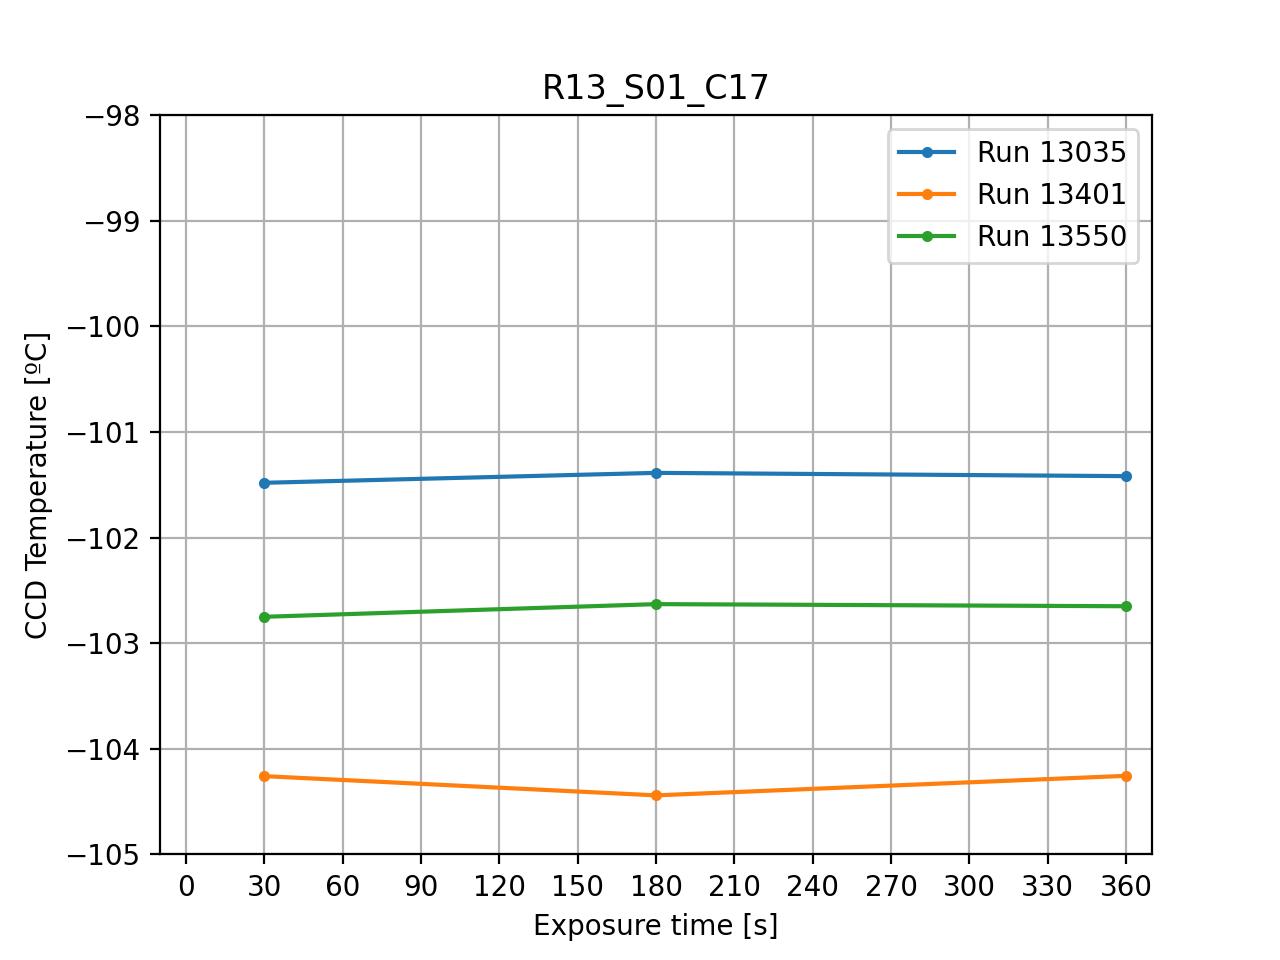 R13_S01_C17
−98
−99
−100
−101
−102
−103
−104
−105
CCD Temperature [ºC]
Run 13035
Run 13401
Run 13550
0 30 60 90 120 150 180 210 240 270 300 330 360
Exposure time [s]